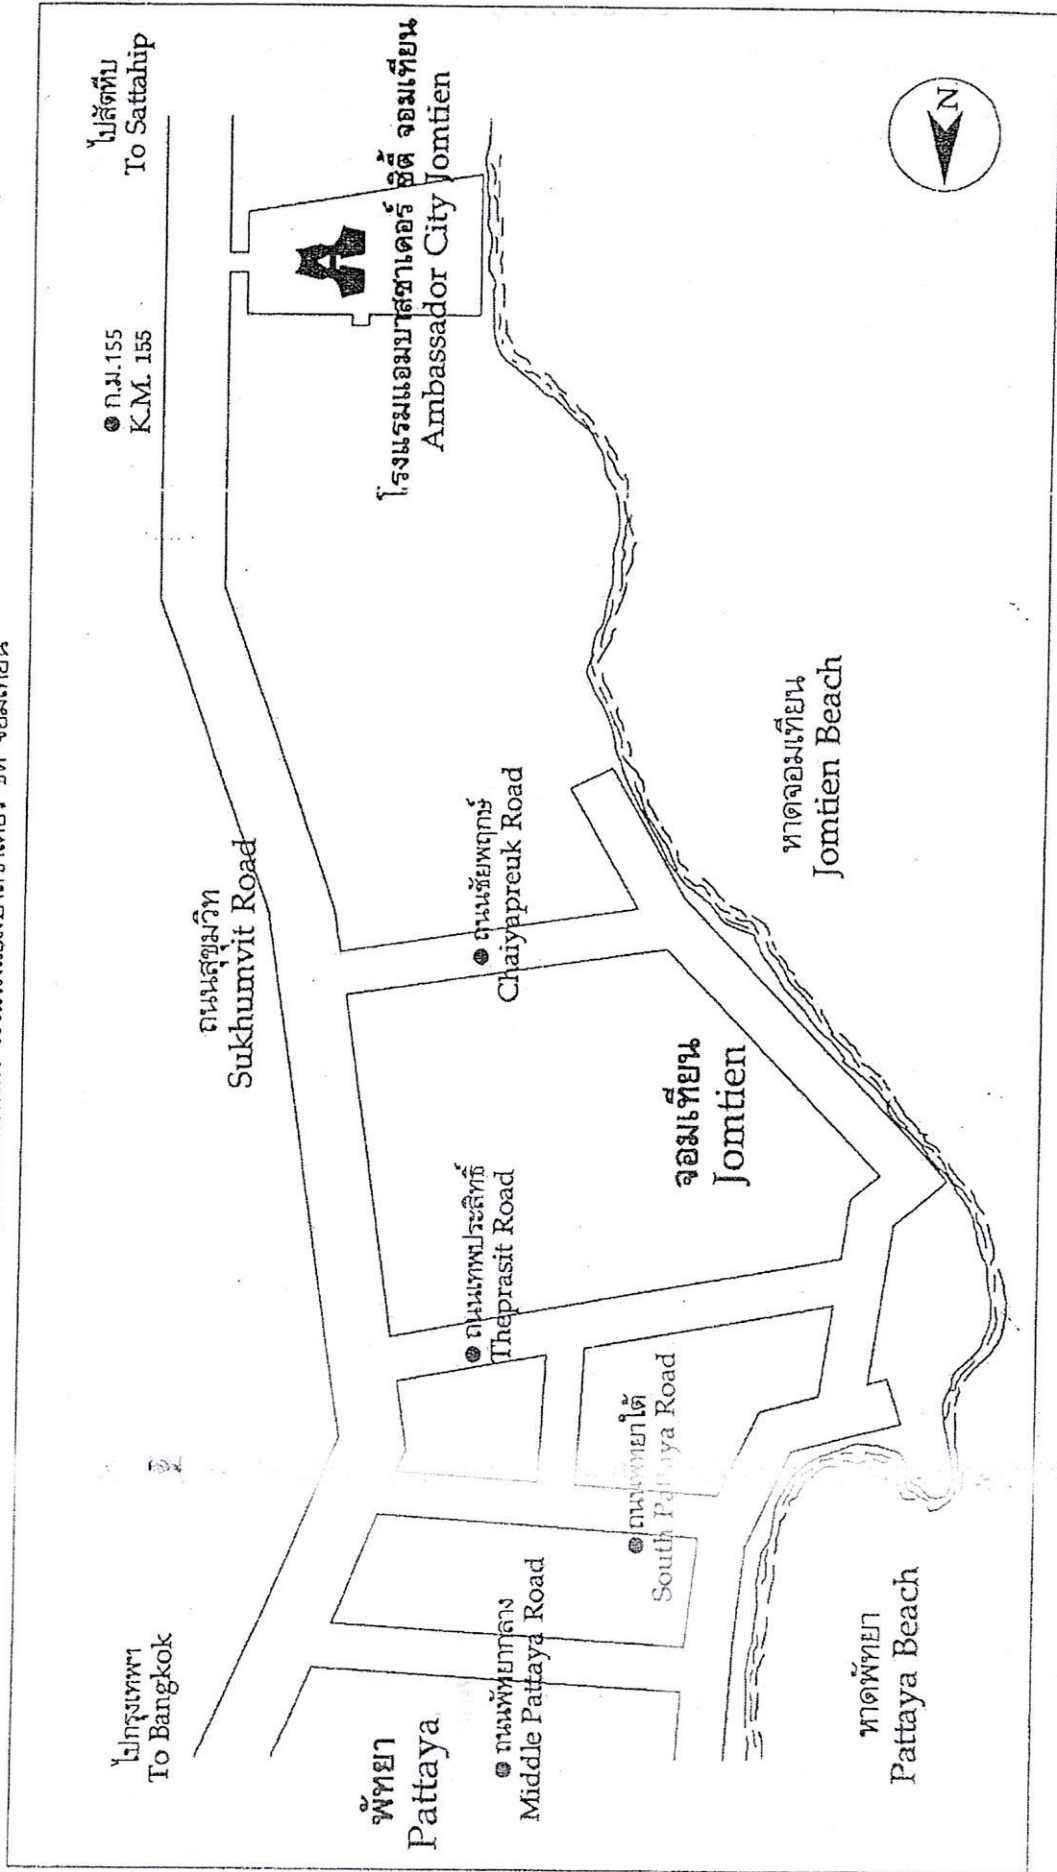 ไปกรุงเทพฯ
To Bangkok
ถนนสุขุมวิท
Sukhumvit Road
● ก.ม.155
K.M. 155
ไปสัตหีบ
To Sattahip
พัทยา
Pattaya
● ถนนพัทยากลาง
Middle Pattaya Road
● ถนนพัทยาใต้
South Pattaya Road
● ถนนเทพประสิทธิ์
Theprasit Road
● ถนนชัยพฤกษ์
Chaiyapreuk Road
โรงแรมแอมบาสซาเดอร์ ซิตี้ จอมเทียน
Ambassador City Jomtien
จอมเทียน
Jomtien
หาดพัทยา
Pattaya Beach
หาดจอมเทียน
Jomtien Beach
N